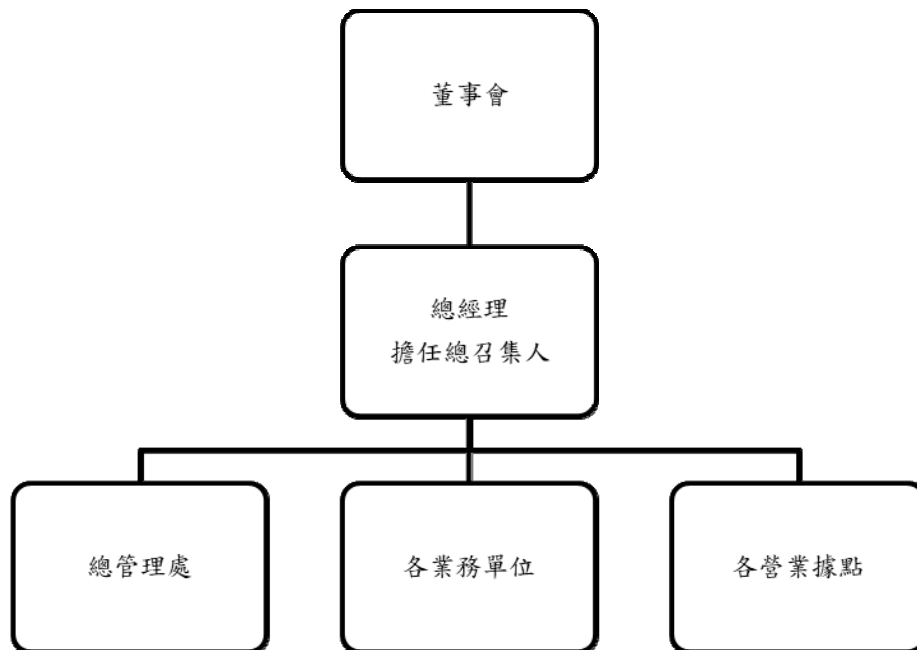 董事會
總經理
擔任總召集人
總管理處
各業務單位
各營業據點